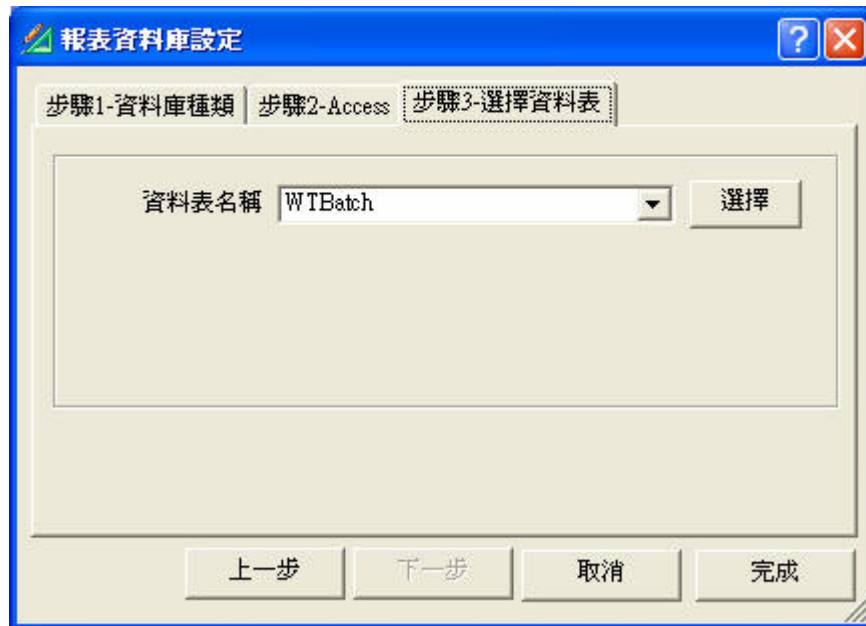 報表資料庫設定
步驟1-資料庫種類 步驟2-Access 步驟3-選擇資料表
資料表名稱 WTBatch 選擇
上一步 下一步 取消 完成